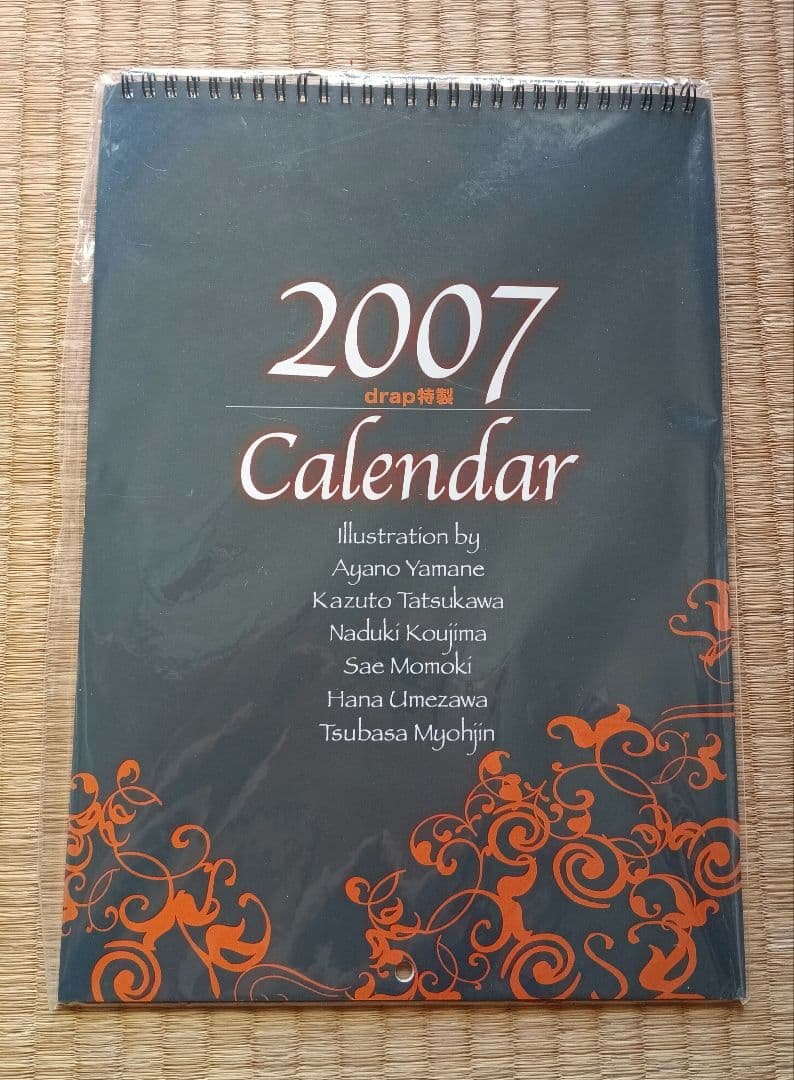 2007
drap特製
Calendar
Illustration by
Ayano Yamane
Kazuto Tatsukawa
Naduki Koujima
Sae Momoki
Hana Umezawa
Tsubasa Myohjin